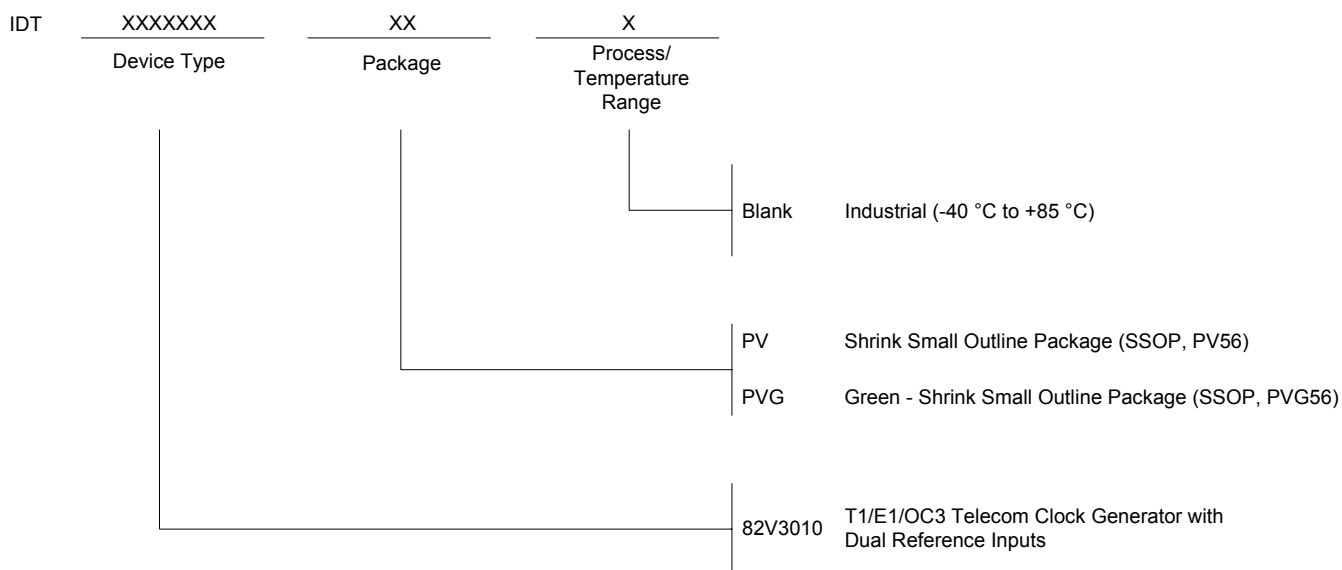 IDT XXXXXXX XX X
Device Type Package Process/
Temperature
Range
Blank Industrial (-40 °C to +85 °C)
PV Shrink Small Outline Package (SSOP, PV56)
PVG Green - Shrink Small Outline Package (SSOP, PVG56)
82V3010 T1/E1/OC3 Telecom Clock Generator with
Dual Reference Inputs